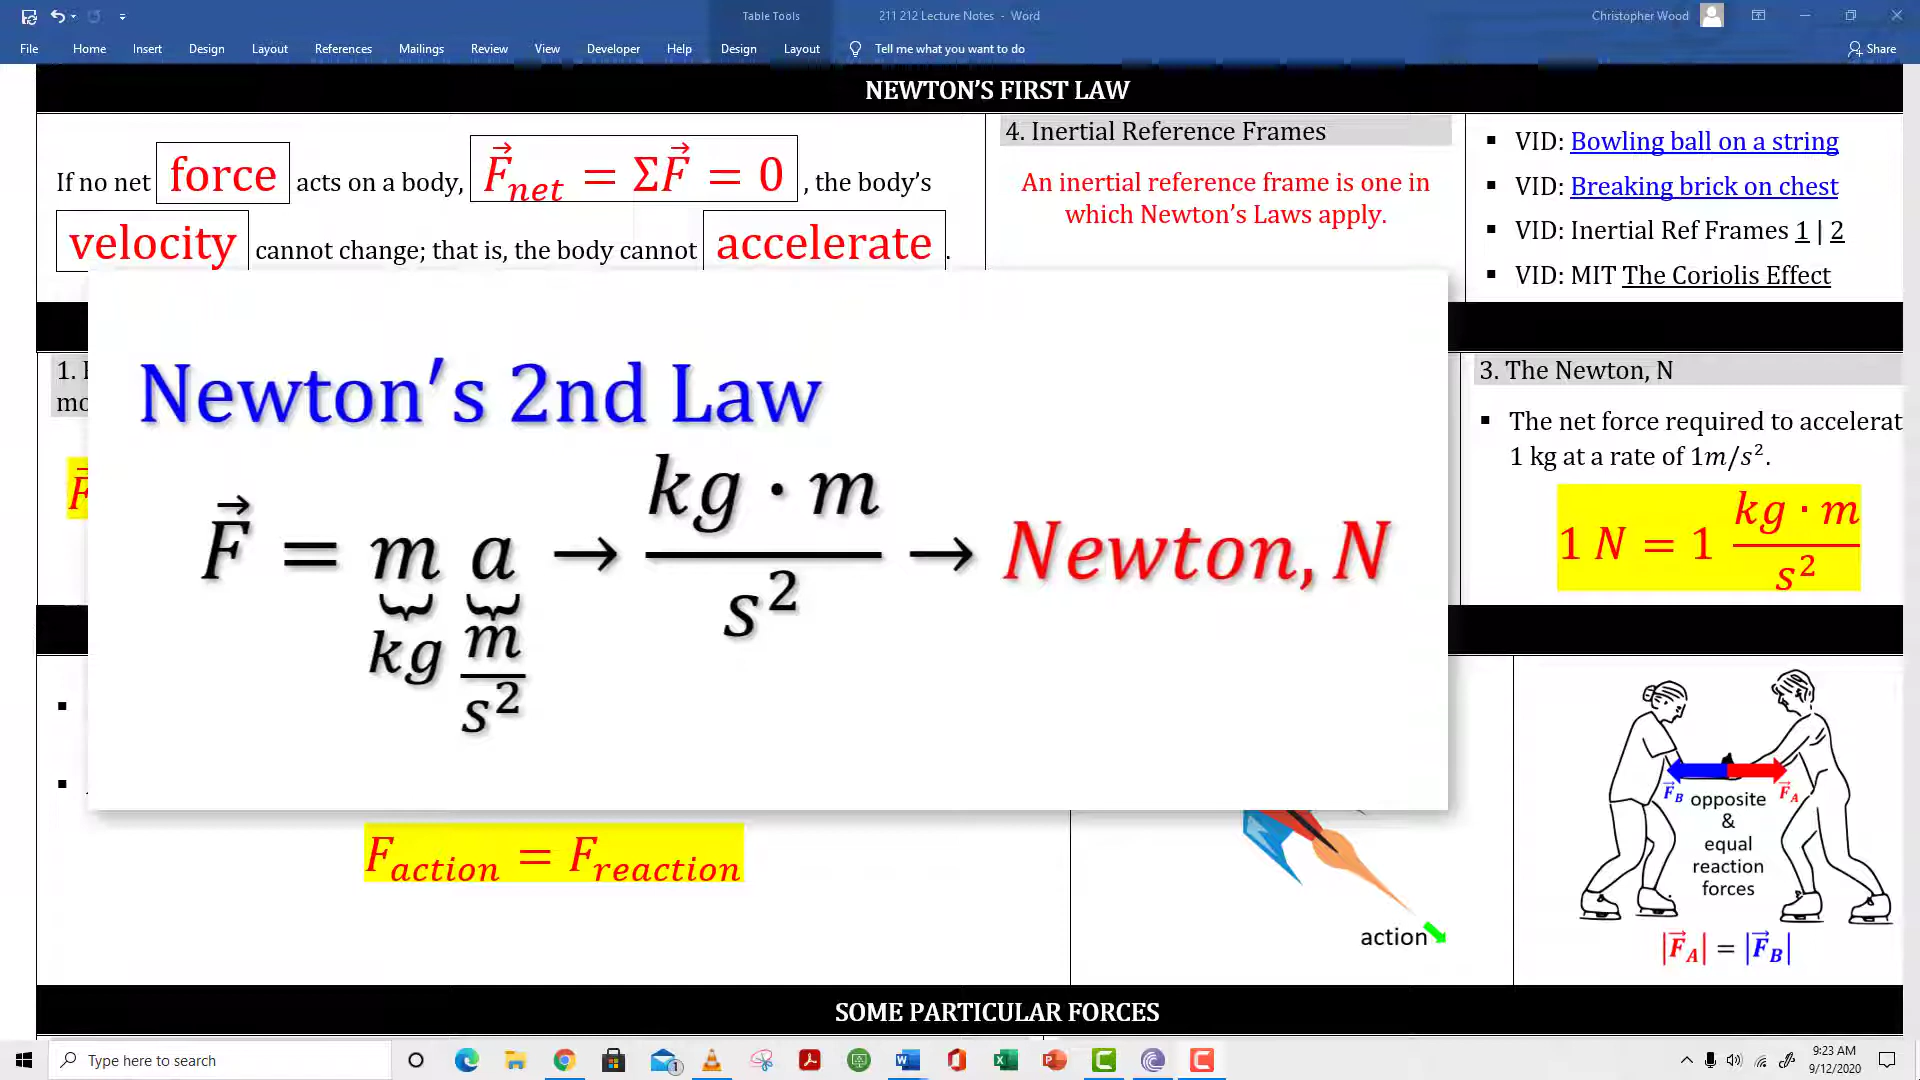 Table Tools
211 212 Lecture Notes - Word
Christopher Wood
File Home Insert Design Layout References Mailings Review View Developer Help Design Layout Tell me what you want to do Share
NEWTON'S FIRST LAW
If no net force acts on a body, F⃗net = ΣF⃗ = 0 , the body's
velocity cannot change; that is, the body cannot accelerate.
4. Inertial Reference Frames
An inertial reference frame is one in
which Newton's Laws apply.
▪ VID: Bowling ball on a string
▪ VID: Breaking brick on chest
▪ VID: Inertial Ref Frames 1 | 2
▪ VID: MIT The Coriolis Effect
1.
Newton's 2nd Law
F⃗ = m a → kg · m / s² → Newton, N
kg m/s²
3. The Newton, N
▪ The net force required to accelerat
1 kg at a rate of 1m/s².
1 N = 1 kg · m / s²
Faction = Freaction
action
F⃗B F⃗A
opposite
&
equal
reaction
forces
|F⃗A| = |F⃗B|
SOME PARTICULAR FORCES
Type here to search
1
9:23 AM
9/12/2020